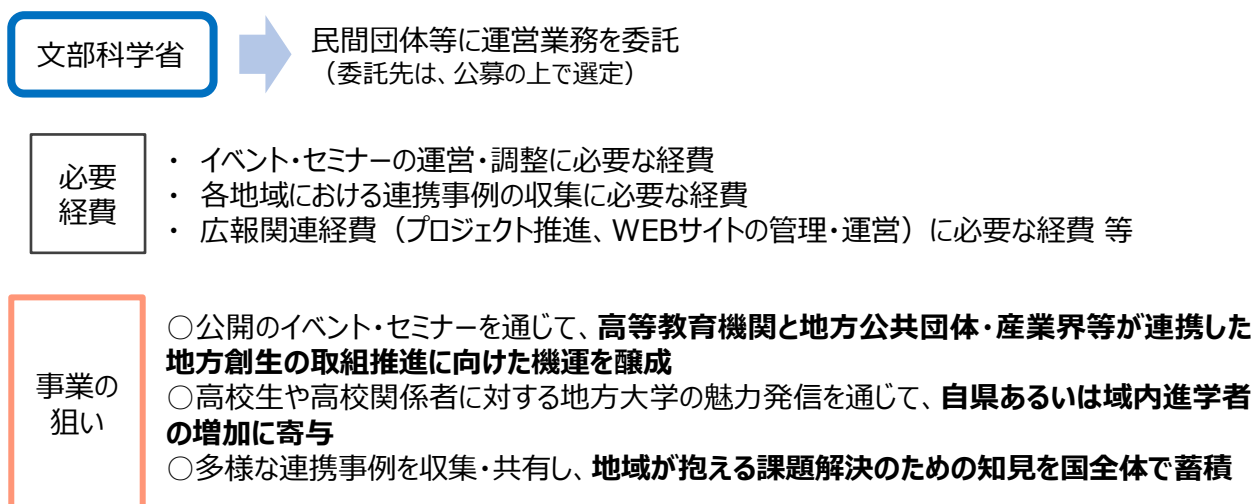 文部科学省
民間団体等に運営業務を委託
（委託先は、公募の上で選定）
必要
経費
・ イベント・セミナーの運営・調整に必要な経費
・ 各地域における連携事例の収集に必要な経費
・ 広報関連経費（プロジェクト推進、WEBサイトの管理・運営）に必要な経費 等
事業の
狙い
○公開のイベント・セミナーを通じて、高等教育機関と地方公共団体・産業界等が連携した
地方創生の取組推進に向けた機運を醸成
○高校生や高校関係者に対する地方大学の魅力発信を通じて、自県あるいは域内進学者
の増加に寄与
○多様な連携事例を収集・共有し、地域が抱える課題解決のための知見を国全体で蓄積